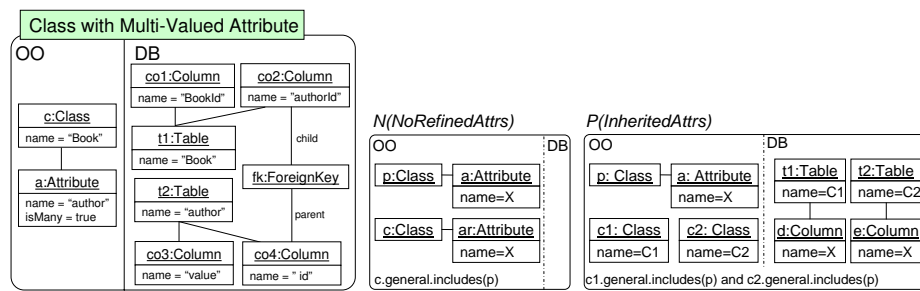 Class with Multi-Valued Attribute
OO
DB
c:Class
name = “Book”
a:Attribute
name = “author”
isMany = true
co1:Column
name = "BookId”
co2:Column
name = “authorId”
t1:Table
name = ”Book”
child
fk:ForeignKey
t2:Table
name = “author”
parent
co3:Column
name = “value”
co4:Column
name = “ id”
N(NoRefinedAttrs)
OO
DB
p:Class
a:Attribute
name=X
c:Class
ar:Attribute
name=X
c.general.includes(p)
P(InheritedAttrs)
OO
DB
p: Class
a: Attribute
name=X
c1: Class
name=C1
c2: Class
name=C2
t1:Table
name=C1
t2:Table
name=C2
d:Column
name=X
e:Column
name=X
c1.general.includes(p) and c2.general.includes(p)